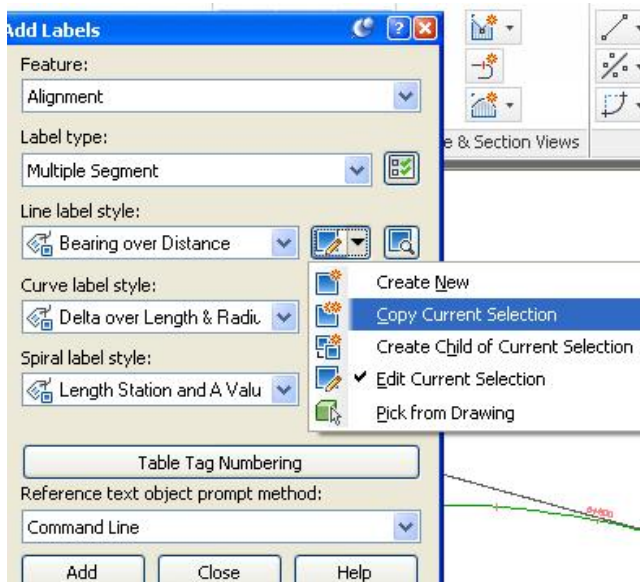 Add Labels
Feature:
Alignment
Label type:
Multiple Segment
e & Section Views
Line label style:
Bearing over Distance
Create New
Curve label style:
Copy Current Selection
Delta over Length & Radiu
Create Child of Current Selection
Spiral label style:
Edit Current Selection
Length Station and A Valu
Pick from Drawing
Table Tag Numbering
Reference text object prompt method:
Command Line
Add
Close
Help